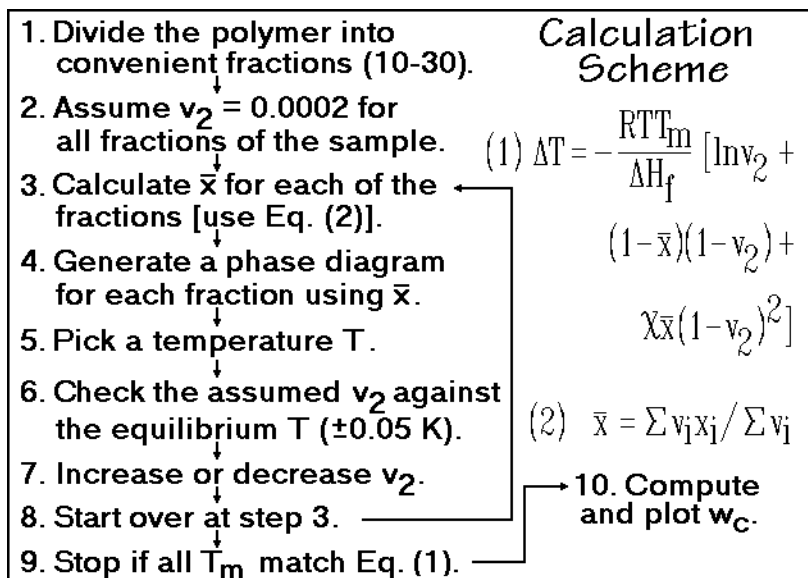 1. Divide the polymer into
convenient fractions (10-30).
2. Assume v₂ = 0.0002 for
all fractions of the sample.
3. Calculate x̄ for each of the
fractions [use Eq. (2)].
4. Generate a phase diagram
for each fraction using x̄.
5. Pick a temperature T.
6. Check the assumed v₂ against
the equilibrium T (±0.05 K).
7. Increase or decrease v₂.
8. Start over at step 3.
9. Stop if all Tₘ match Eq. (1).
Calculation
Scheme
(1) ΔT = - RTTₘ/ΔH_f [lnv₂ +
(1-x̄)(1-v₂) +
χx̄(1-v₂)²]
(2) x̄ = Σvᵢxᵢ/Σvᵢ
10. Compute
and plot w_c.